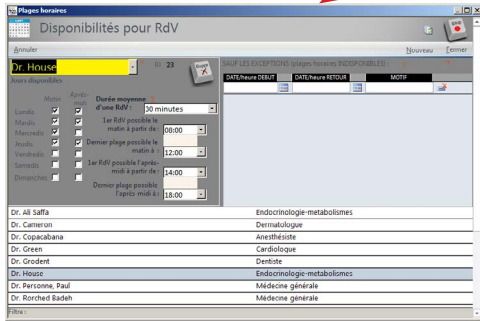 Plages horaires
Disponibilités pour RdV
Annuler
Nouveau Fermer
Dr. House
ID 23
SAUF LES EXCEPTIONS (plages horaires INDISPONIBLES) :
Jours disponibles
DATE/heure DEBUT DATE/heure RETOUR MOTIF
Matin Après-midi
Durée moyenne d'une RdV : 30 minutes
Lundis
Mardis
Mercredis
Jeudis
Vendredis
Samedis
Dimanches
1er RdV possible le
matin à partir de : 08:00
Dernier plage possible le
matin à : 12:00
1er RdV possible l'après-
midi à partir de : 14:00
Dernier plage possible
l'après midi à : 18:00
Dr. Ali Saffa Endocrinologie-metabolismes
Dr. Cameron Dermatologue
Dr. Copacabana Anesthésiste
Dr. Green Cardiologue
Dr. Grodent Dentiste
Dr. House Endocrinologie-metabolismes
Dr. Personne, Paul Médecine générale
Dr. Rorched Badeh Médecine générale
Filtre :